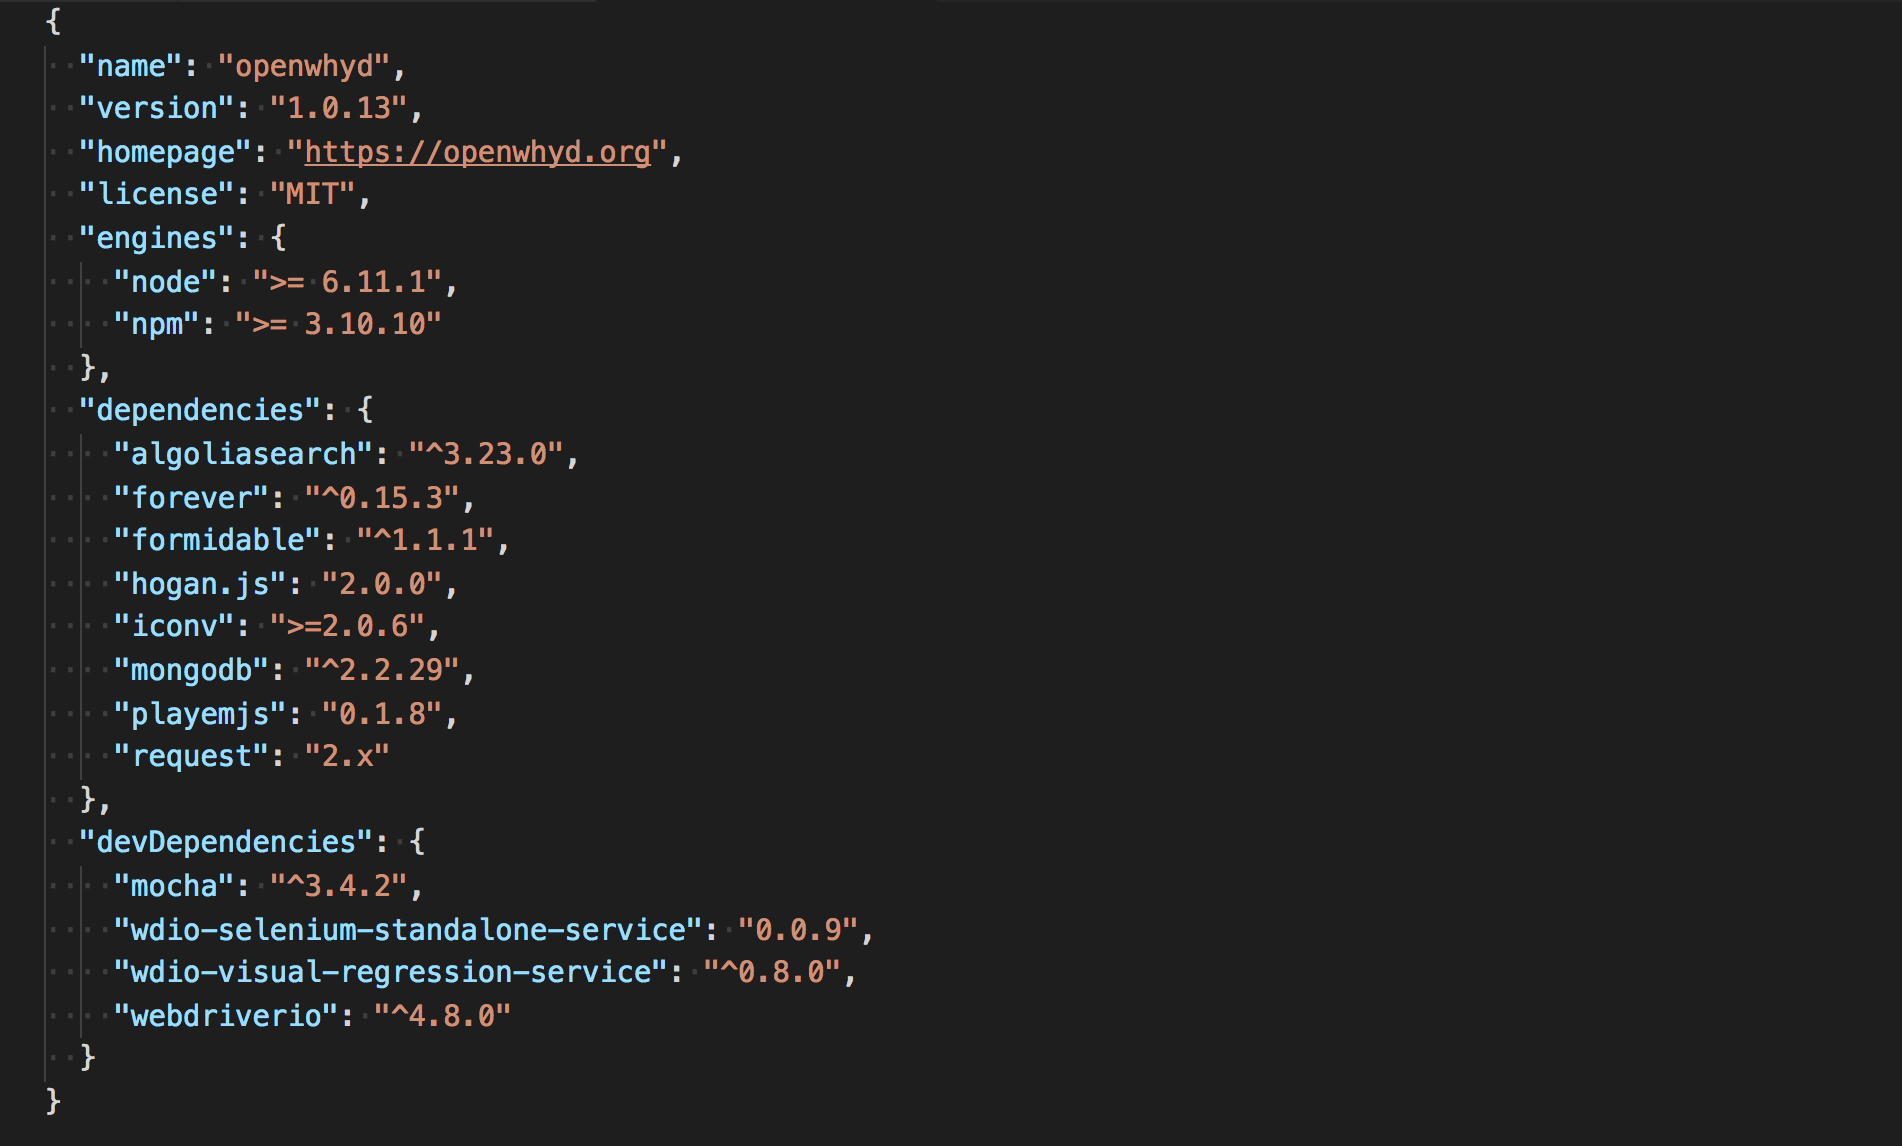 {
  "name": "openwhyd",
  "version": "1.0.13",
  "homepage": "https://openwhyd.org",
  "license": "MIT",
  "engines": {
    "node": ">= 6.11.1",
    "npm": ">= 3.10.10"
  },
  "dependencies": {
    "algoliasearch": "^3.23.0",
    "forever": "^0.15.3",
    "formidable": "^1.1.1",
    "hogan.js": "2.0.0",
    "iconv": ">=2.0.6",
    "mongodb": "^2.2.29",
    "playemjs": "0.1.8",
    "request": "2.x"
  },
  "devDependencies": {
    "mocha": "^3.4.2",
    "wdio-selenium-standalone-service": "0.0.9",
    "wdio-visual-regression-service": "^0.8.0",
    "webdriverio": "^4.8.0"
  }
}